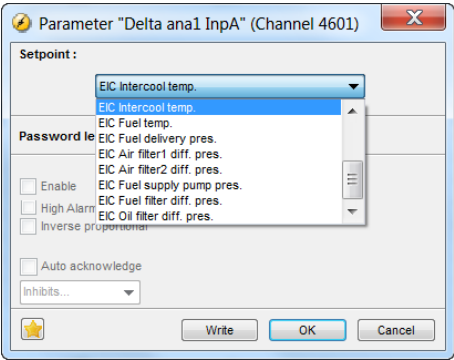 Parameter "Delta ana1 InpA" (Channel 4601)
X
Setpoint :
EIC Intercool temp.
EIC Intercool temp.
EIC Fuel temp.
EIC Fuel delivery pres.
EIC Air filter1 diff. pres.
EIC Air filter2 diff. pres.
EIC Fuel supply pump pres.
EIC Fuel filter diff. pres.
EIC Oil filter diff. pres.
Password le
Enable
High Alarm
Inverse proportional
Auto acknowledge
Inhibits...
Write
OK
Cancel